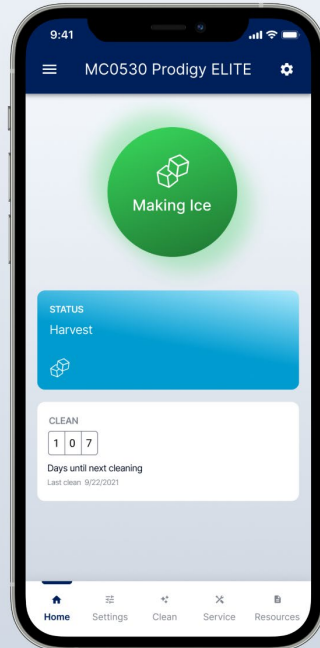 9:41
MC0530 Prodigy ELITE
Making Ice
STATUS
Harvest
CLEAN
1 0 7
Days until next cleaning
Last clean 9/22/2021
Home Settings Clean Service Resources